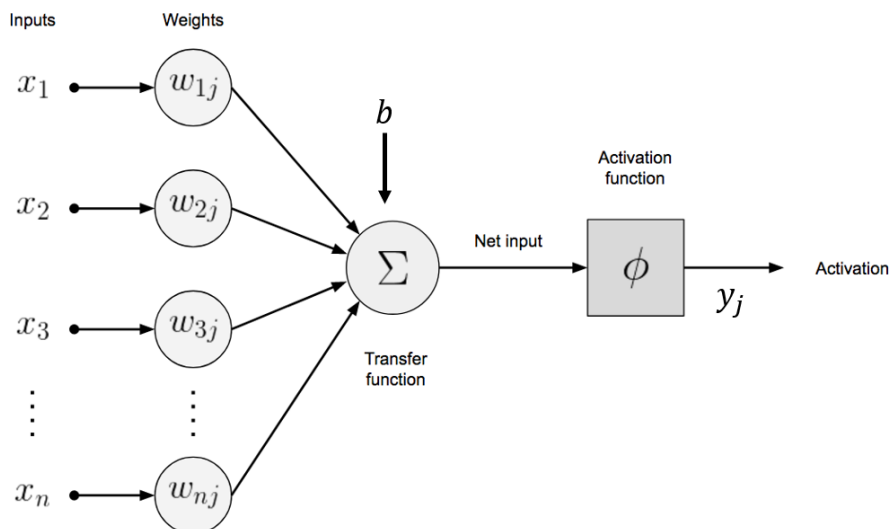 Inputs
Weights
x₁
w₁ⱼ
b
Activation
function
x₂
w₂ⱼ
Σ
Net input
ϕ
Activation
yⱼ
x₃
w₃ⱼ
Transfer
function
xₙ
wₙⱼ